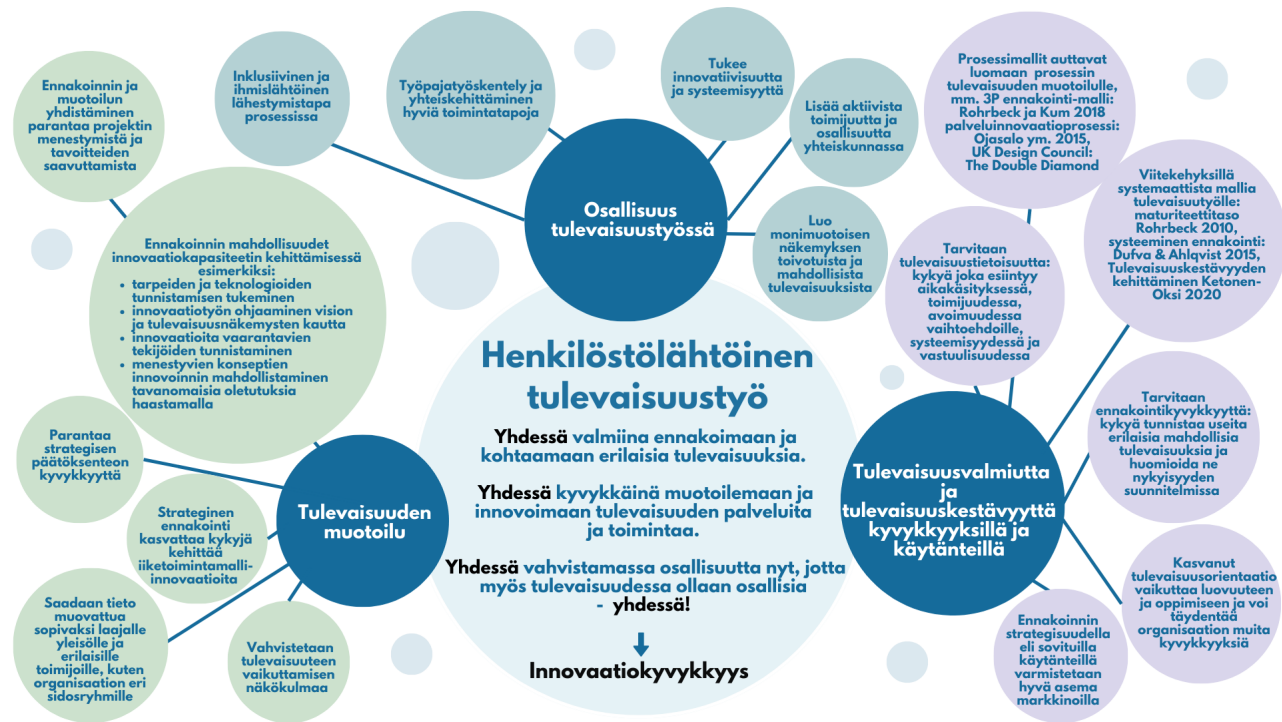 Ennakoinnin ja
muotoilun
yhdistäminen
parantaa projektin
menestymistä ja
tavoitteiden
saavuttamista
Inklusiivinen ja
ihmislähtöinen
lähestymistapa
prosessissa
Työpajatyöskentely ja
yhteiskehittäminen
hyviä toimintatapoja
Tukee
innovatiivisuutta
ja systeemisyyttä
Lisää aktiivista
toimijuutta ja
osallisuutta
yhteiskunnassa
Luo
monimuotoisen
näkemyksen
toivotuista ja
mahdollisista
tulevaisuuksista
Osallisuus
tulevaisuustyössä
Prosessimallit auttavat
luomaan prosessin
tulevaisuuden muotoilulle,
mm. 3P ennakointi-malli:
Rohrbeck ja Kum 2018
palveluinnovaatioprosessi:
Ojasalo ym. 2015,
UK Design Council:
The Double Diamond
Viitekehyksillä
systemaattista mallia
tulevaisuutyölle:
maturiteettitaso
Rohrbeck 2010,
systeeminen ennakointi:
Dufva & Ahlqvist 2015,
Tulevaisuuskestävyyden
kehittäminen Ketonen-
Oksi 2020
Tarvitaan
tulevaisuustietoisuutta:
kykyä joka esiintyy
aikakäsityksessä,
toimijuudessa,
avoimuudessa
vaihtoehdoille,
systeemisyydessä ja
vastuulisuudessa
Ennakoinnin mahdollisuudet
innovaatiokapasiteetin kehittämisessä
esimerkiksi:
• tarpeiden ja teknologioiden
tunnistamisen tukeminen
• innovaatiotyön ohjaaminen vision
ja tulevaisuusnäkemysten kautta
• innovaatioita vaarantavien
tekijöiden tunnistaminen
• menestyvien konseptien
innovoinnin mahdollistaminen
tavanomaisia oletutuksia
haastamalla
Henkilöstölähtöinen
tulevaisuustyö
Yhdessä valmiina ennakoimaan ja
kohtaamaan erilaisia tulevaisuuksia.
Yhdessä kyvykkäinä muotoilemaan ja
innovoimaan tulevaisuuden palveluita
ja toimintaa.
Yhdessä vahvistamassa osallisuutta nyt, jotta
myös tulevaisuudessa ollaan osallisia
- yhdessä!
Innovaatiokyvykkyys
Parantaa
strategisen
päätöksenteon
kyvykkyyttä
Strateginen
ennakointi
kasvattaa kykyjä
kehittää
iiketoimintamalli-
innovaatioita
Tulevaisuuden
muotoilu
Saadaan tieto
muovattua
sopivaksi laajalle
yleisölle ja
erilaisille
toimijoille, kuten
organisaation eri
sidosryhmille
Vahvistetaan
tulevaisuuteen
vaikuttamisen
näkökulmaa
Tulevaisuusvalmiutta
ja
tulevaisuuskestävyyttä
kyvykkyyksillä ja
käytänteillä
Tarvitaan
ennakointikyvykkyyttä:
kykyä tunnistaa useita
erilaisia mahdollisia
tulevaisuuksia ja
huomioida ne
nykyisyyden
suunnitelmissa
Kasvanut
tulevaisuusorientaatio
vaikuttaa luovuuteen
ja oppimiseen ja voi
täydentää
organisaation muita
kyvykkyyksiä
Ennakoinnin
strategisuudella
eli sovituilla
käytänteillä
varmistetaan
hyvä asema
markkinoilla